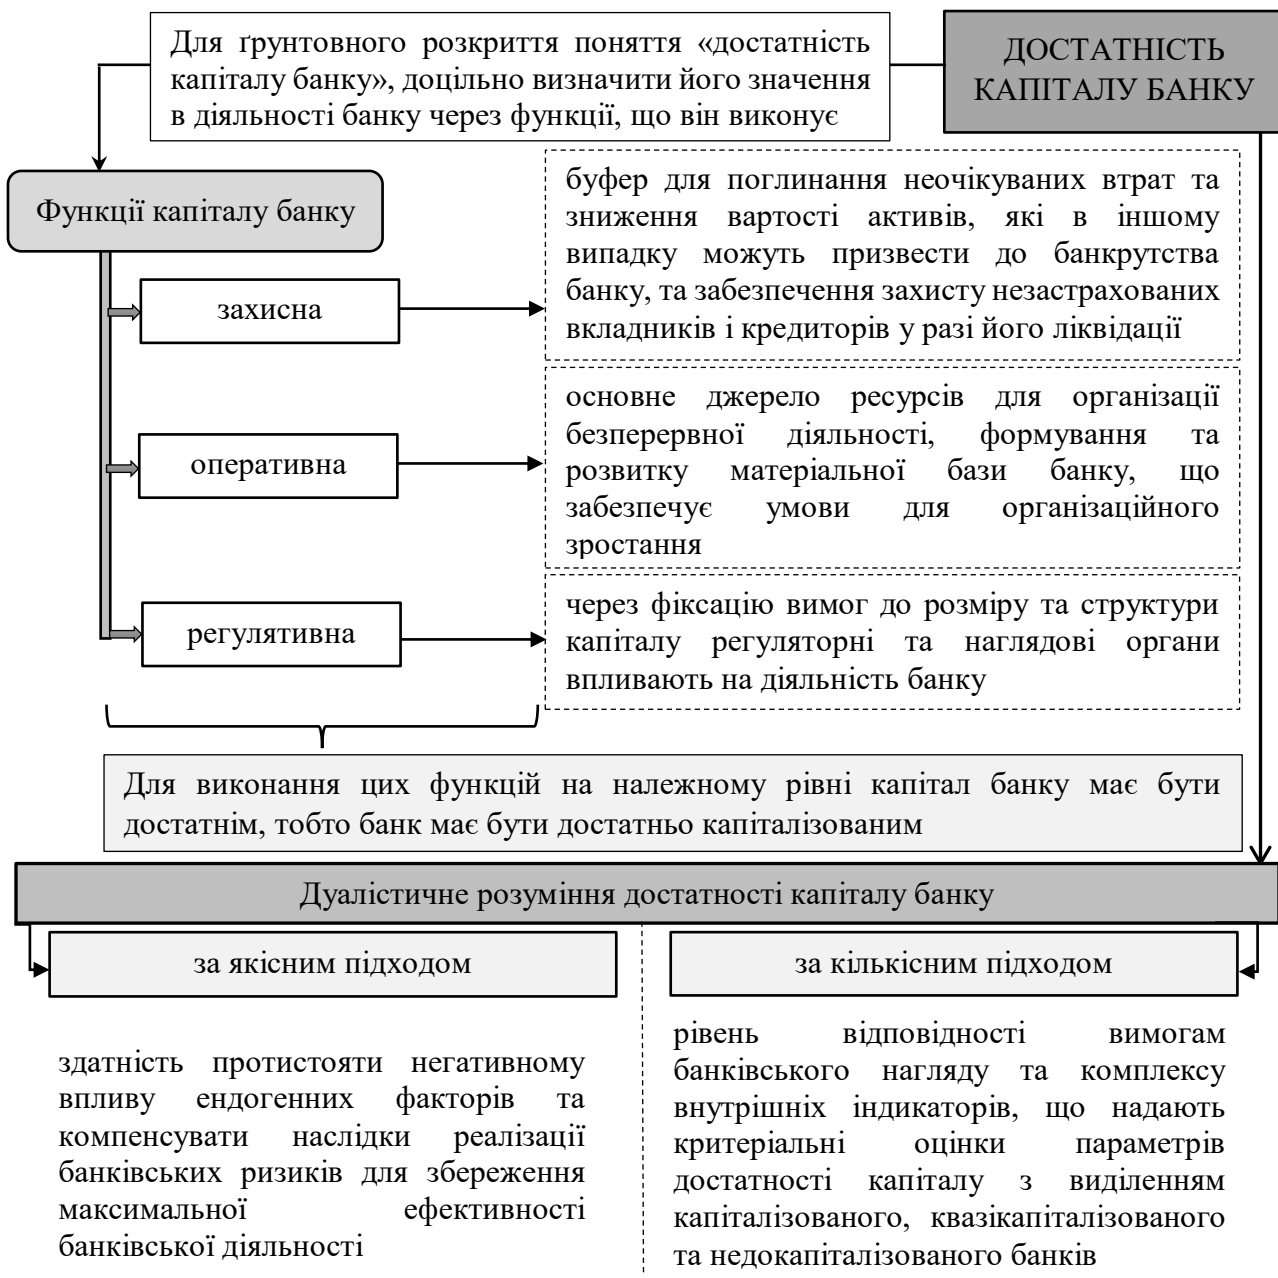 Для ґрунтовного розкриття поняття «достатність
капіталу банку», доцільно визначити його значення
в діяльності банку через функції, що він виконує
ДОСТАТНІСТЬ
КАПІТАЛУ БАНКУ
Функції капіталу банку
захисна
буфер для поглинання неочікуваних втрат та
зниження вартості активів, які в іншому
випадку можуть призвести до банкрутства
банку, та забезпечення захисту незастрахованих
вкладників і кредиторів у разі його ліквідації
оперативна
основне джерело ресурсів для організації
безперервної діяльності, формування та
розвитку матеріальної бази банку, що
забезпечує умови для організаційного
зростання
регулятивна
через фіксацію вимог до розміру та структури
капіталу регуляторні та наглядові органи
впливають на діяльність банку
Для виконання цих функцій на належному рівні капітал банку має бути
достатнім, тобто банк має бути достатньо капіталізованим
Дуалістичне розуміння достатності капіталу банку
за якісним підходом
здатність протистояти негативному
впливу ендогенних факторів та
компенсувати наслідки реалізації
банківських ризиків для збереження
максимальної ефективності
банківської діяльності
за кількісним підходом
рівень відповідності вимогам
банківського нагляду та комплексу
внутрішніх індикаторів, що надають
критеріальні оцінки параметрів
достатності капіталу з виділенням
капіталізованого, квазікапіталізованого
та недокапіталізованого банків